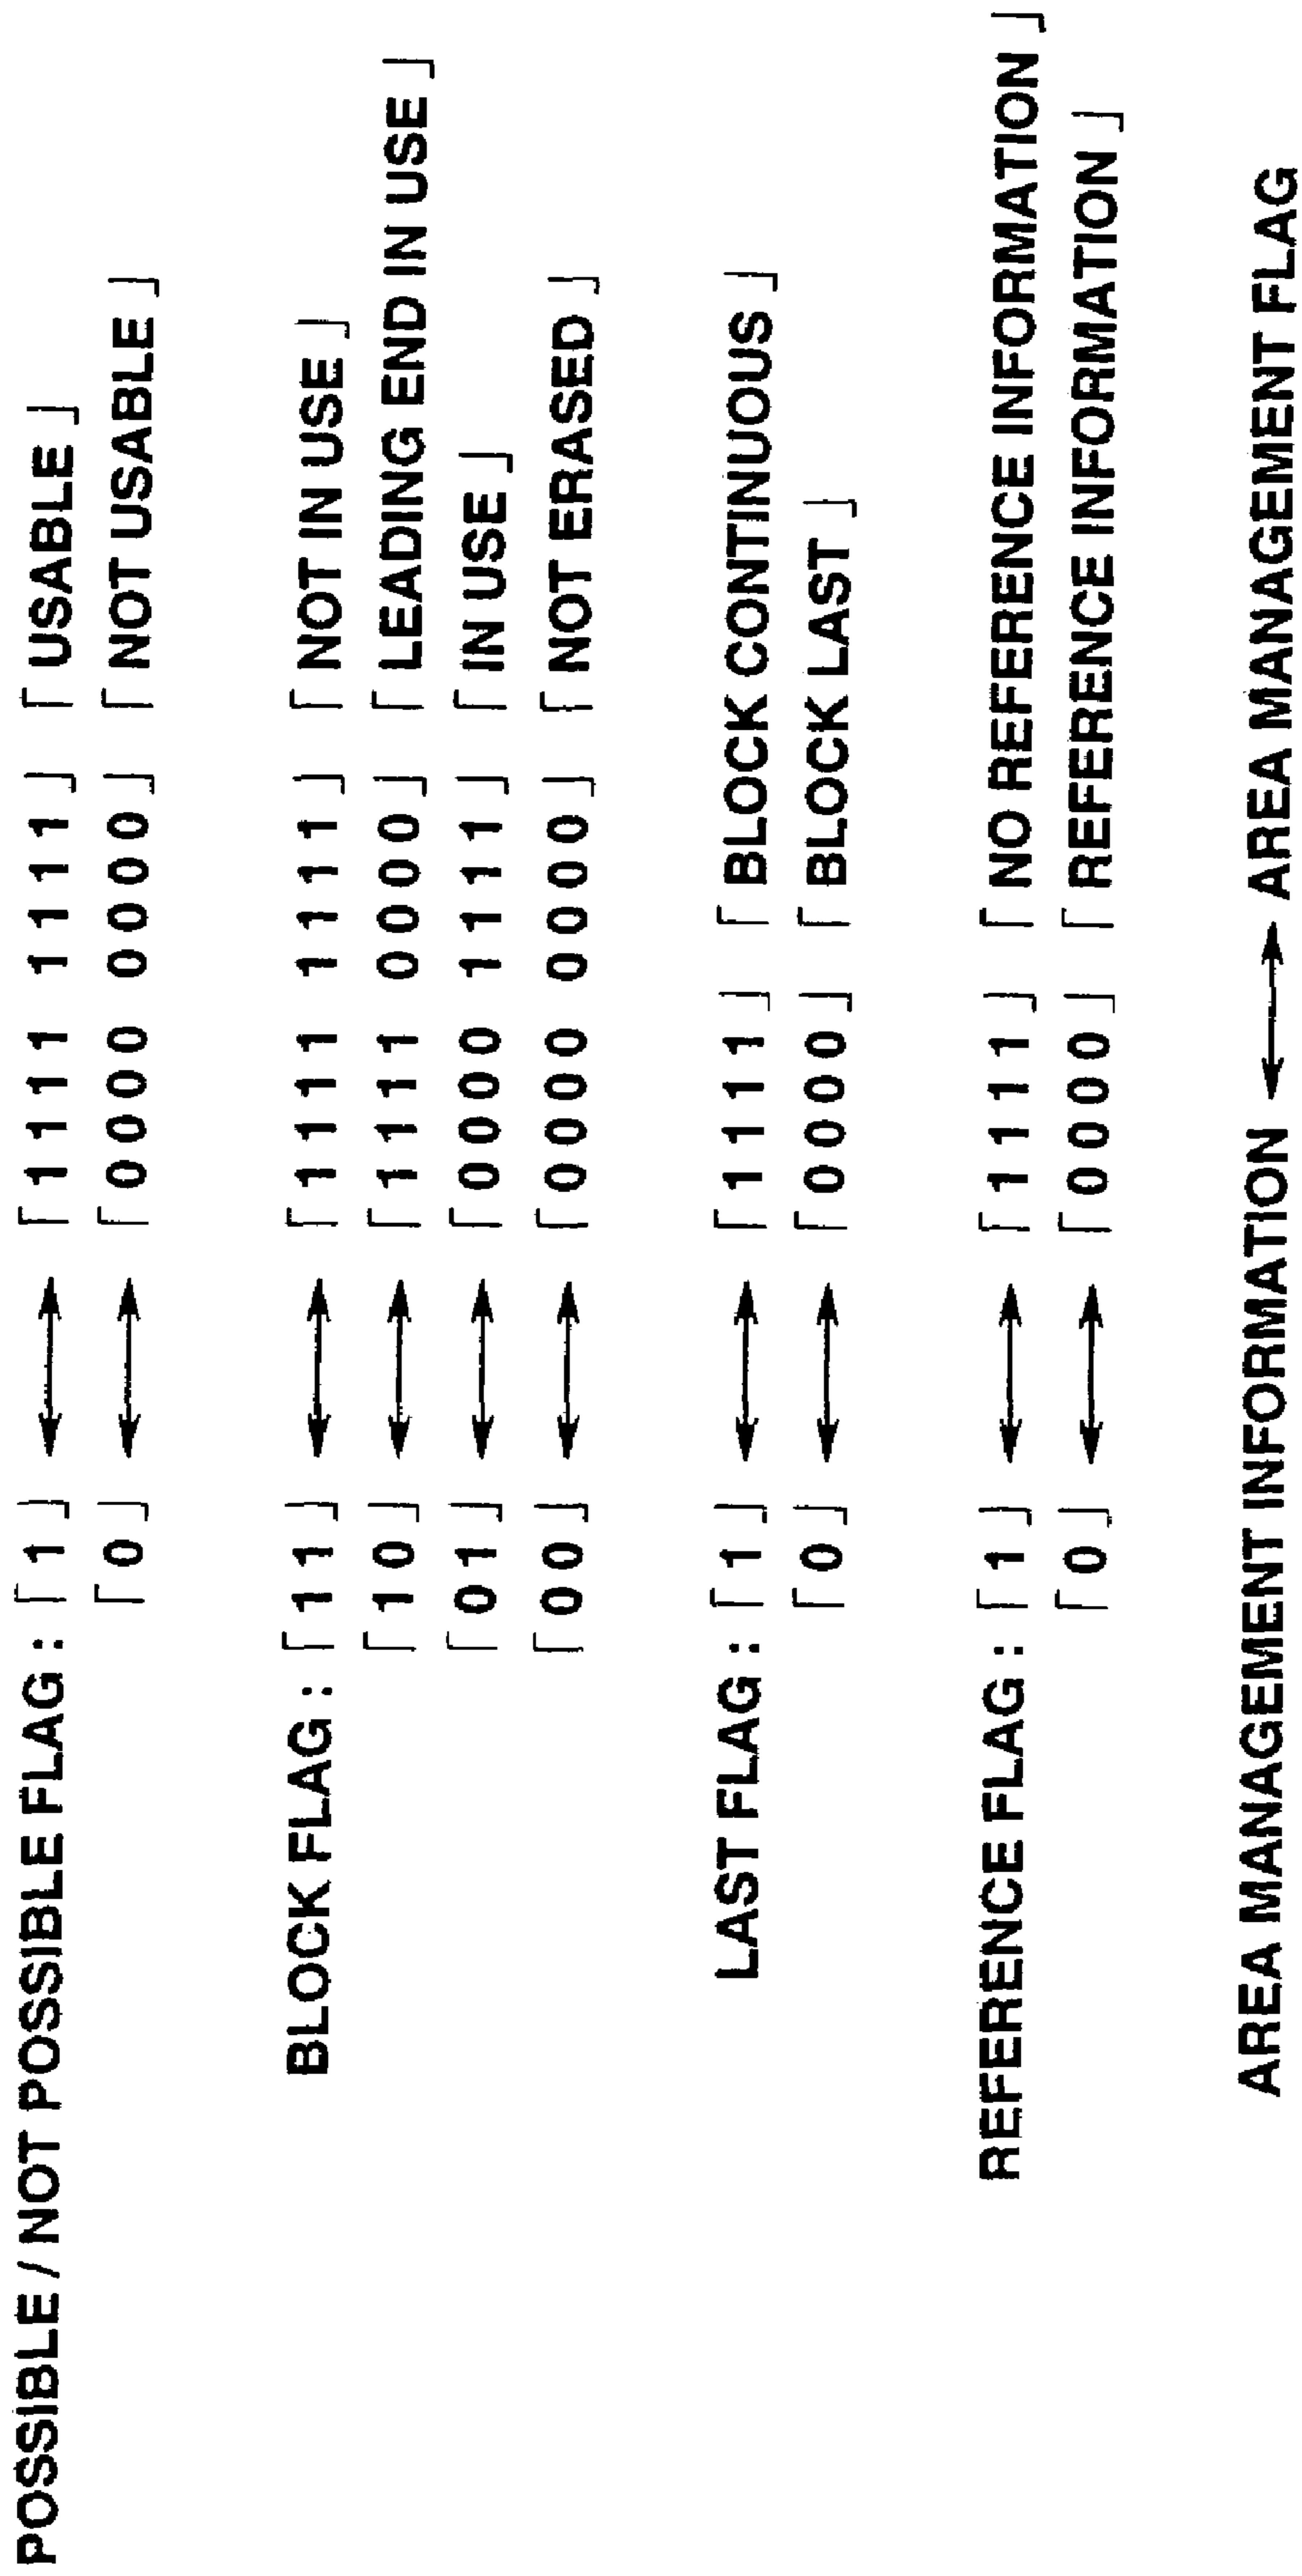 POSSIBLE / NOT POSSIBLE FLAG : 「1」 ↔ 「1111 1111」 「USABLE」
「0」 ↔ 「0000 0000」 「NOT USABLE」
BLOCK FLAG : 「11」 ↔ 「1111 1111」 「NOT IN USE」
「10」 ↔ 「1111 0000」 「LEADING END IN USE」
「01」 ↔ 「0000 1111」 「IN USE」
「00」 ↔ 「0000 0000」 「NOT ERASED」
LAST FLAG : 「1」 ↔ 「1111」 「BLOCK CONTINUOUS」
「0」 ↔ 「0000」 「BLOCK LAST」
REFERENCE FLAG : 「1」 ↔ 「1111」 「NO REFERENCE INFORMATION」
「0」 ↔ 「0000」 「REFERENCE INFORMATION」
AREA MANAGEMENT INFORMATION ↔ AREA MANAGEMENT FLAG